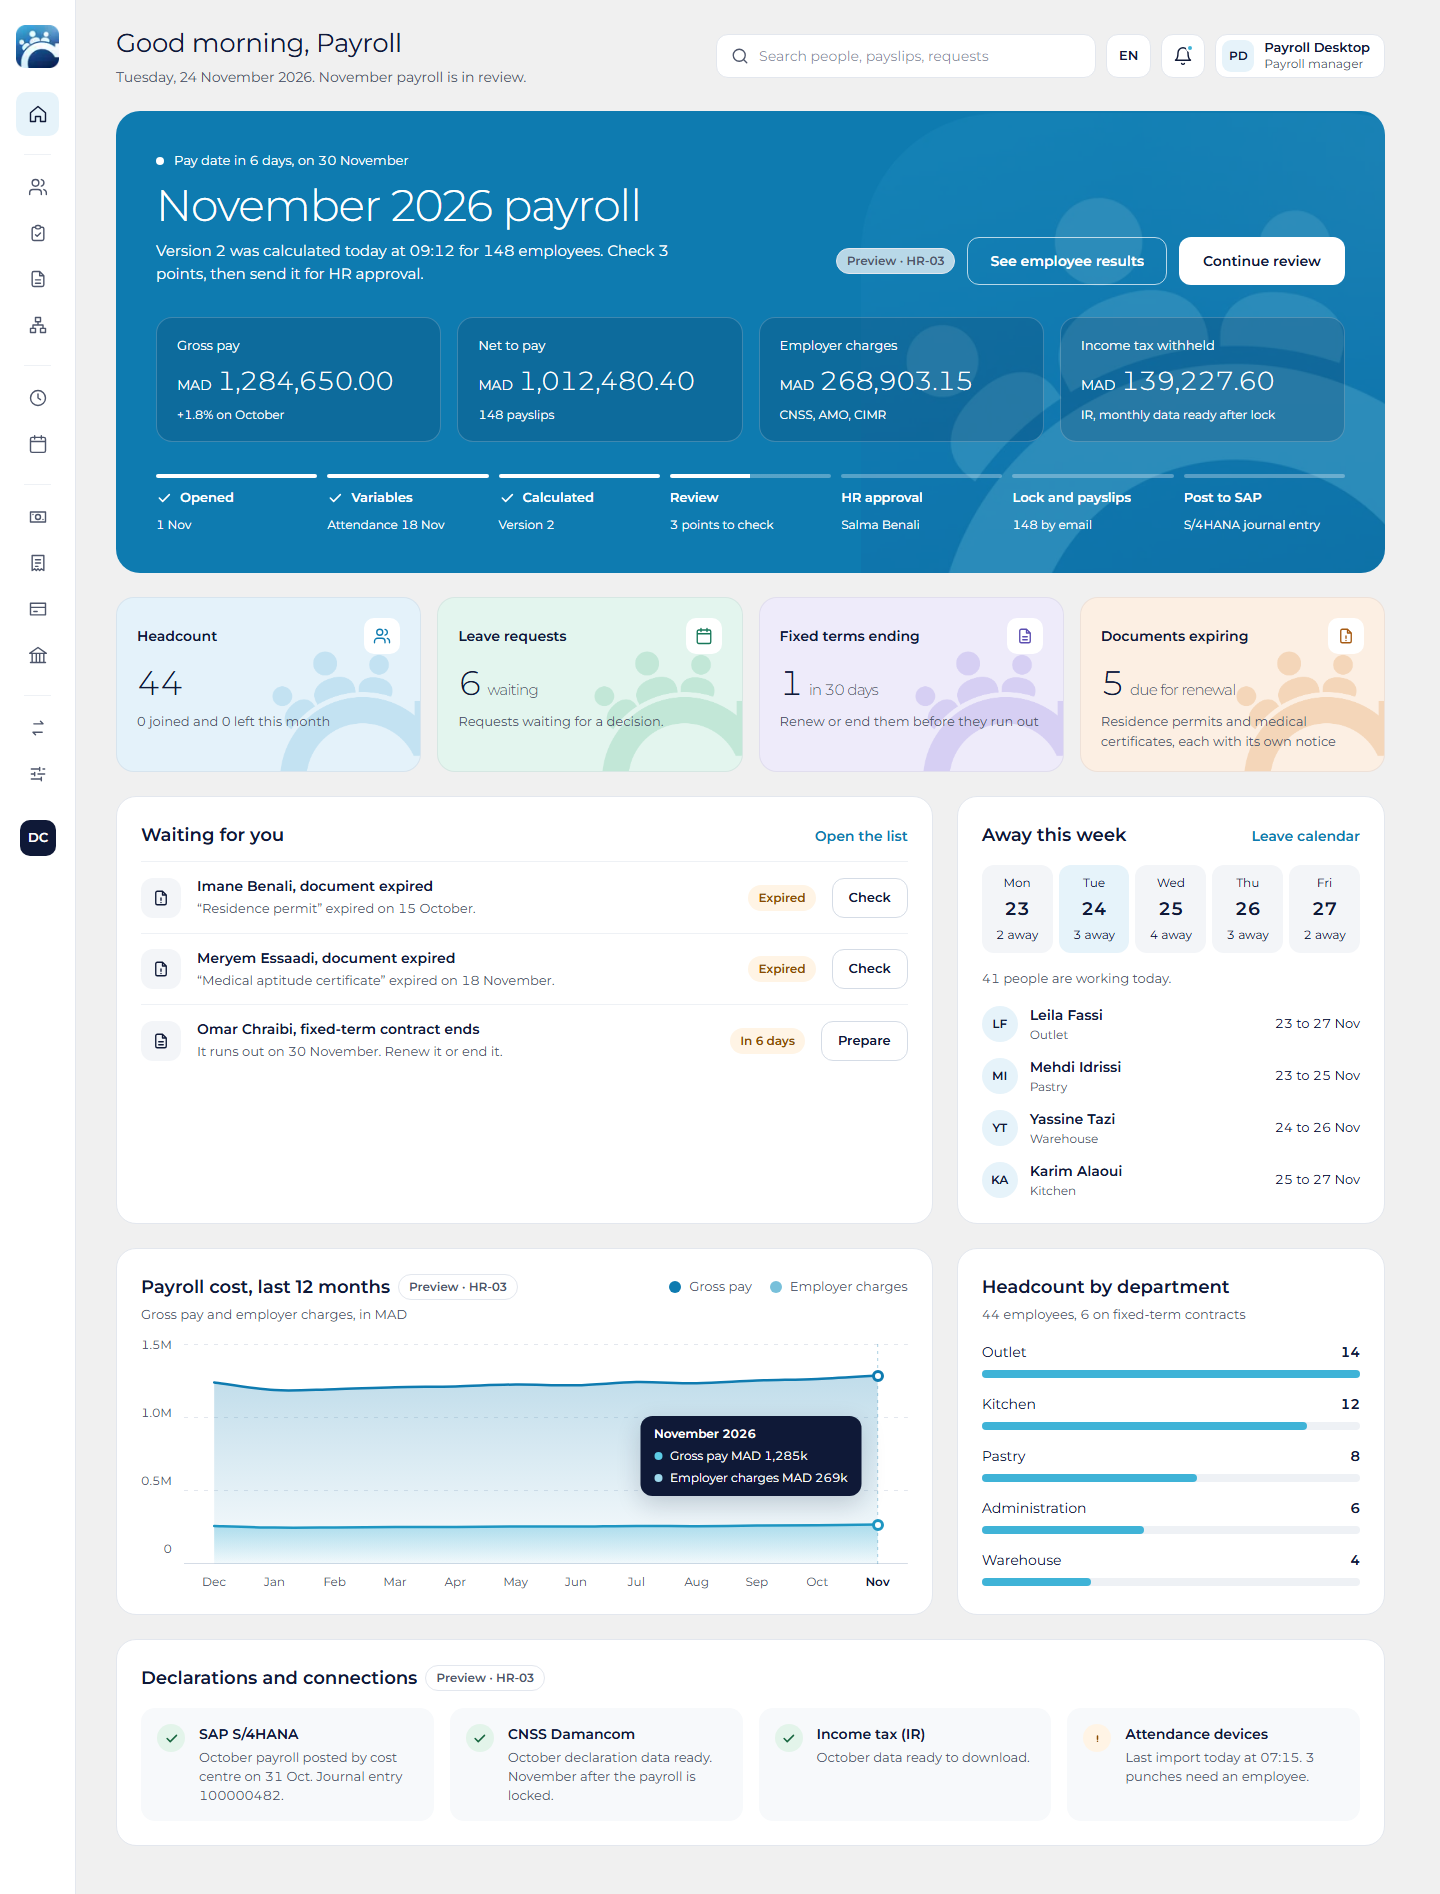 Good morning, Payroll
Tuesday, 24 November 2026. November payroll is in review.
Search people, payslips, requests
EN
PD
Payroll Desktop
Payroll manager
Pay date in 6 days, on 30 November
November 2026 payroll
Version 2 was calculated today at 09:12 for 148 employees. Check 3
points, then send it for HR approval.
Preview · HR-03
See employee results
Continue review
Gross pay
MAD 1,284,650.00
+1.8% on October
Net to pay
MAD 1,012,480.40
148 payslips
Employer charges
MAD 268,903.15
CNSS, AMO, CIMR
Income tax withheld
MAD 139,227.60
IR, monthly data ready after lock
Opened
1 Nov
Variables
Attendance 18 Nov
Calculated
Version 2
Review
3 points to check
HR approval
Salma Benali
Lock and payslips
148 by email
Post to SAP
S/4HANA journal entry
Headcount
44
0 joined and 0 left this month
Leave requests
6 waiting
Requests waiting for a decision.
Fixed terms ending
1 in 30 days
Renew or end them before they run out
Documents expiring
5 due for renewal
Residence permits and medical
certificates, each with its own notice
DC
Waiting for you
Open the list
Imane Benali, document expired
“Residence permit” expired on 15 October.
Expired
Check
Meryem Essaadi, document expired
“Medical aptitude certificate” expired on 18 November.
Expired
Check
Omar Chraibi, fixed-term contract ends
It runs out on 30 November. Renew it or end it.
In 6 days
Prepare
Away this week
Leave calendar
Mon
23
2 away
Tue
24
3 away
Wed
25
4 away
Thu
26
3 away
Fri
27
2 away
41 people are working today.
LF
Leila Fassi
Outlet
23 to 27 Nov
MI
Mehdi Idrissi
Pastry
23 to 25 Nov
YT
Yassine Tazi
Warehouse
24 to 26 Nov
KA
Karim Alaoui
Kitchen
25 to 27 Nov
Payroll cost, last 12 months
Preview · HR-03
Gross pay
Employer charges
Gross pay and employer charges, in MAD
1.5M
1.0M
0.5M
0
November 2026
Gross pay MAD 1,285k
Employer charges MAD 269k
Dec Jan Feb Mar Apr May Jun Jul Aug Sep Oct Nov
Headcount by department
44 employees, 6 on fixed-term contracts
Outlet 14
Kitchen 12
Pastry 8
Administration 6
Warehouse 4
Declarations and connections
Preview · HR-03
SAP S/4HANA
October payroll posted by cost
centre on 31 Oct. Journal entry
100000482.
CNSS Damancom
October declaration data ready.
November after the payroll is
locked.
Income tax (IR)
October data ready to download.
Attendance devices
Last import today at 07:15. 3
punches need an employee.